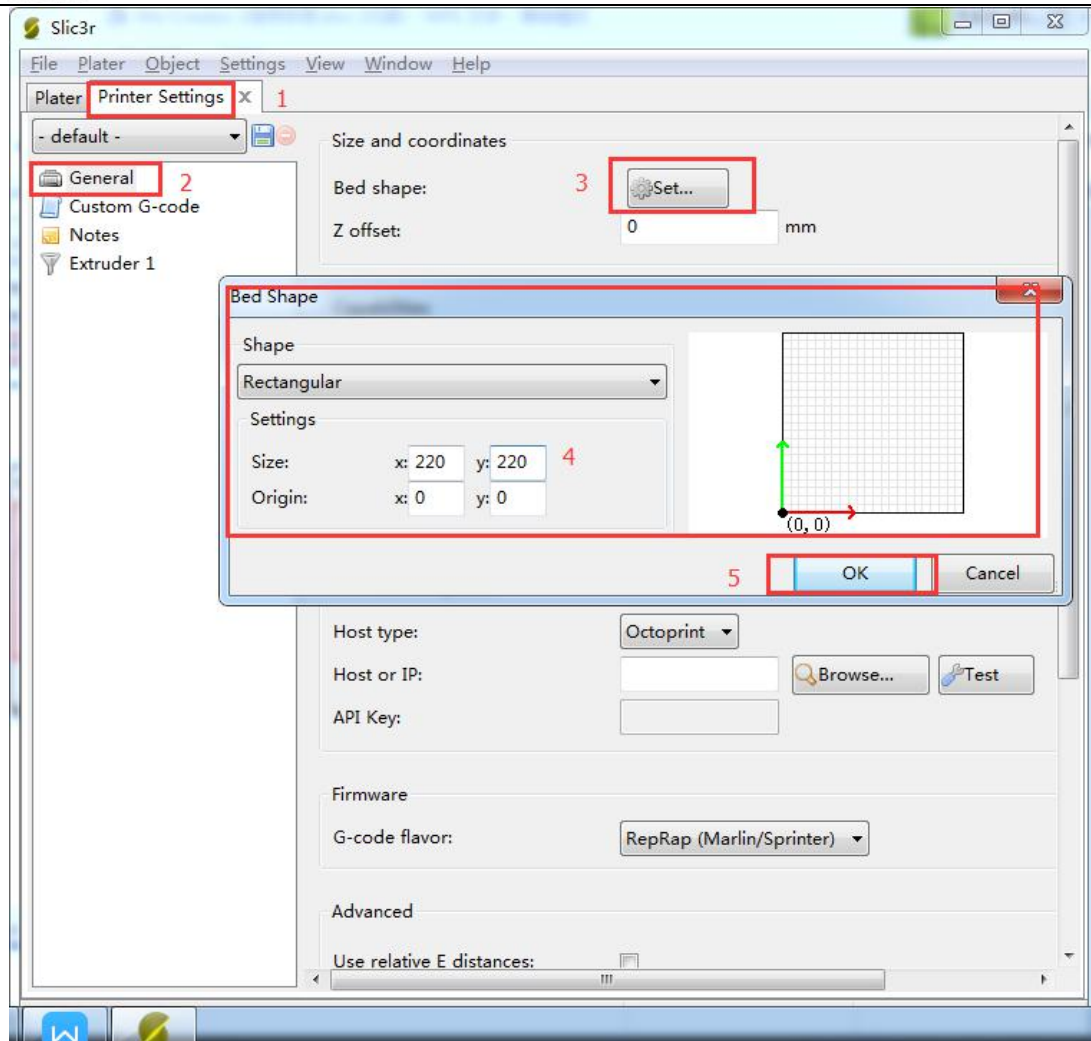 Slic3r
File Plater Object Settings View Window Help
Plater Printer Settings 1
- default -
Size and coordinates
General 2
Bed shape: 3 Set...
Custom G-code
Z offset: 0 mm
Notes
Extruder 1
Bed Shape
Shape
Rectangular
Settings
Size: x: 220 y: 220 4
Origin: x: 0 y: 0
(0, 0)
5 OK Cancel
Host type: Octoprint
Host or IP: Browse... Test
API Key:
Firmware
G-code flavor: RepRap (Marlin/Sprinter)
Advanced
Use relative E distances: